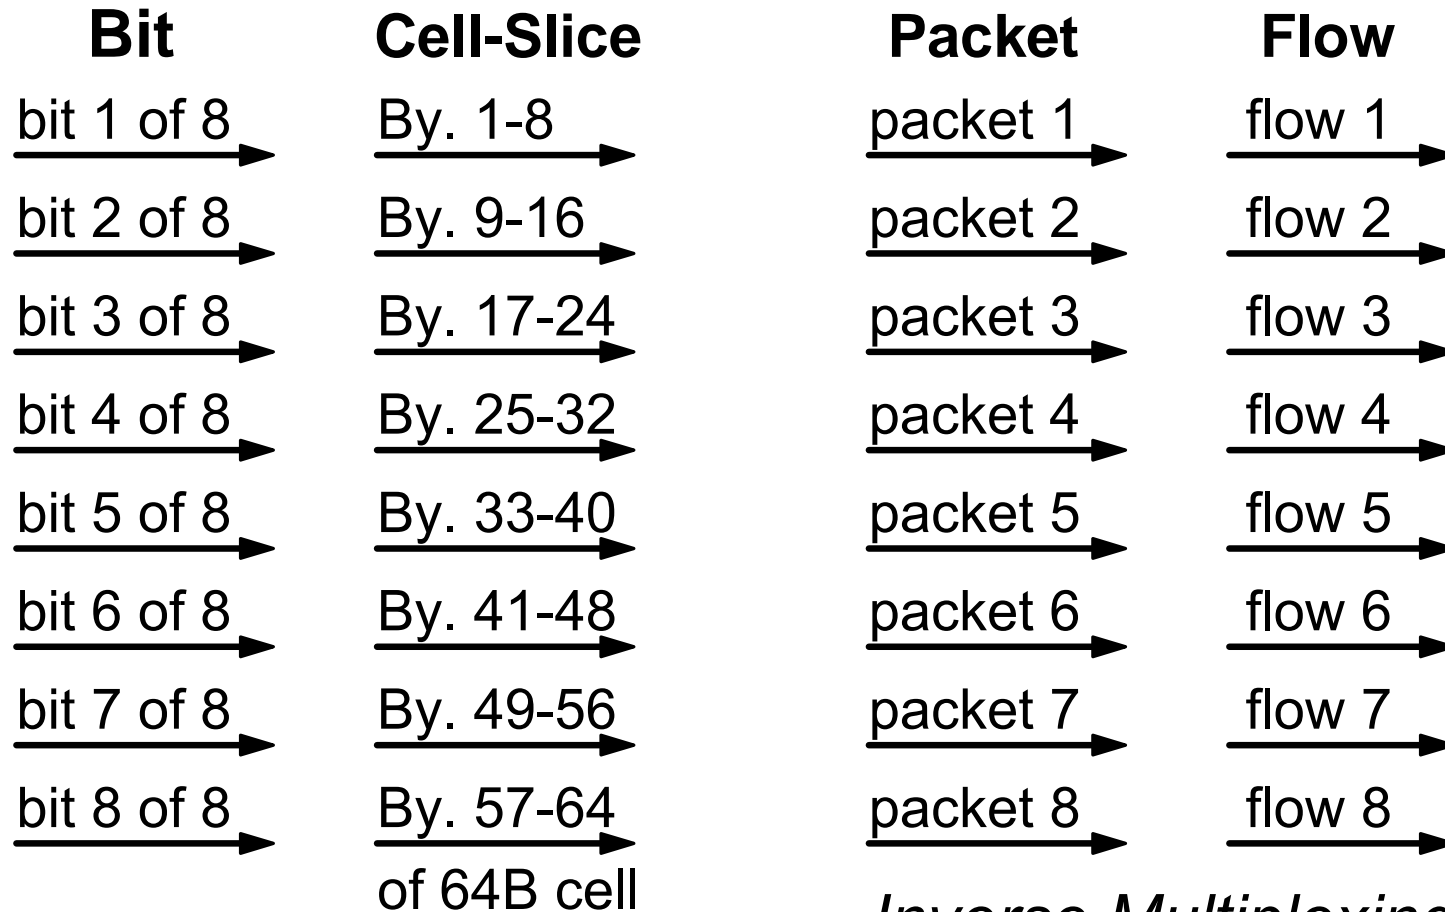 Bit Cell-Slice Packet Flow
bit 1 of 8 By. 1-8 packet 1 flow 1
bit 2 of 8 By. 9-16 packet 2 flow 2
bit 3 of 8 By. 17-24 packet 3 flow 3
bit 4 of 8 By. 25-32 packet 4 flow 4
bit 5 of 8 By. 33-40 packet 5 flow 5
bit 6 of 8 By. 41-48 packet 6 flow 6
bit 7 of 8 By. 49-56 packet 7 flow 7
bit 8 of 8 By. 57-64 packet 8 flow 8
of 64B cell
Inverse Multiplexing